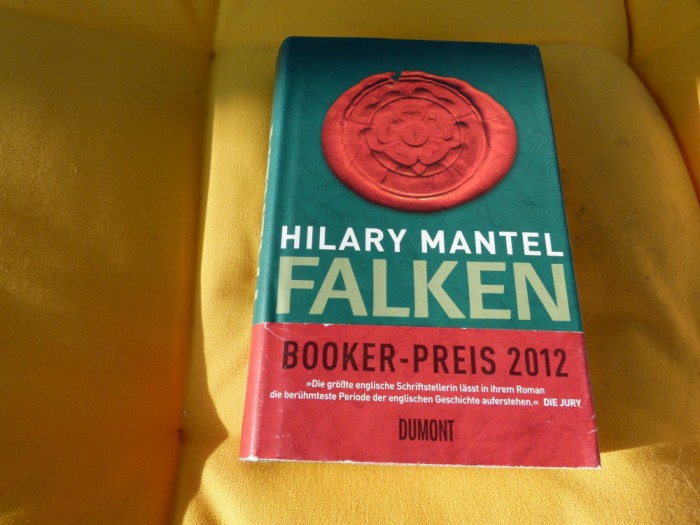 HILARY MANTEL
FALKEN
BOOKER-PREIS 2012
»Die größte englische Schriftstellerin lässt in ihrem Roman
die berühmteste Periode der englischen Geschichte auferstehen.« DIE JURY
DUMONT